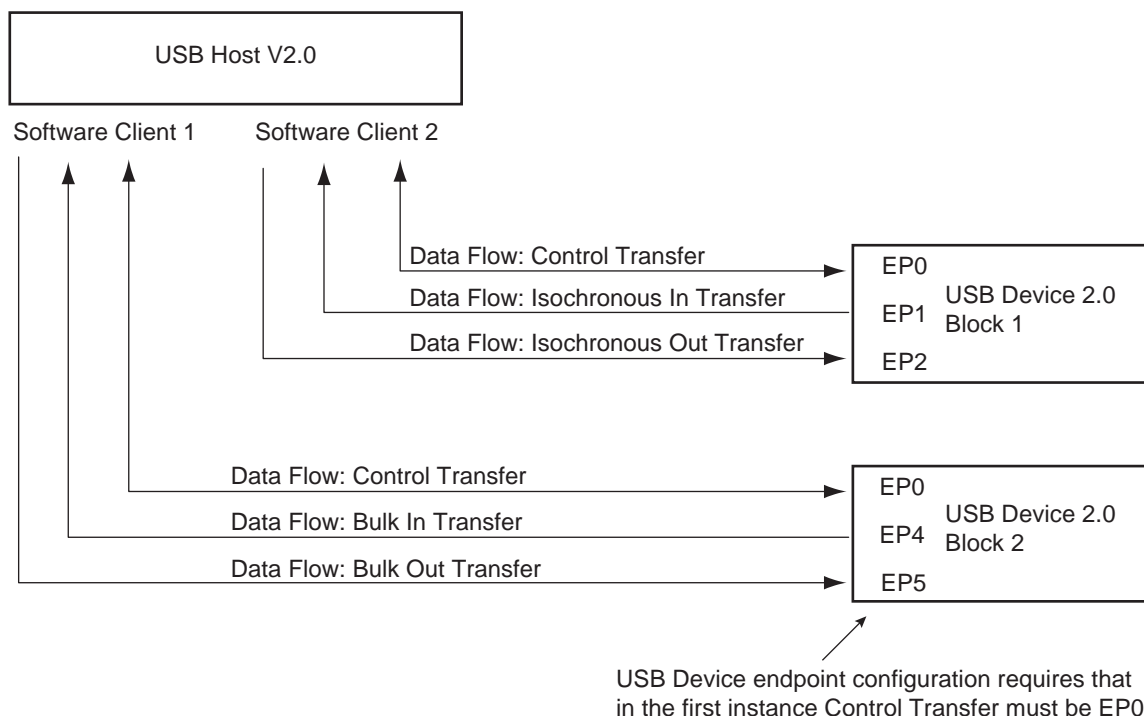 USB Host V2.0
Software Client 1
Software Client 2
Data Flow: Control Transfer
Data Flow: Isochronous In Transfer
Data Flow: Isochronous Out Transfer
EP0
EP1
EP2
USB Device 2.0
Block 1
Data Flow: Control Transfer
Data Flow: Bulk In Transfer
Data Flow: Bulk Out Transfer
EP0
EP4
EP5
USB Device 2.0
Block 2
USB Device endpoint configuration requires that
in the first instance Control Transfer must be EP0